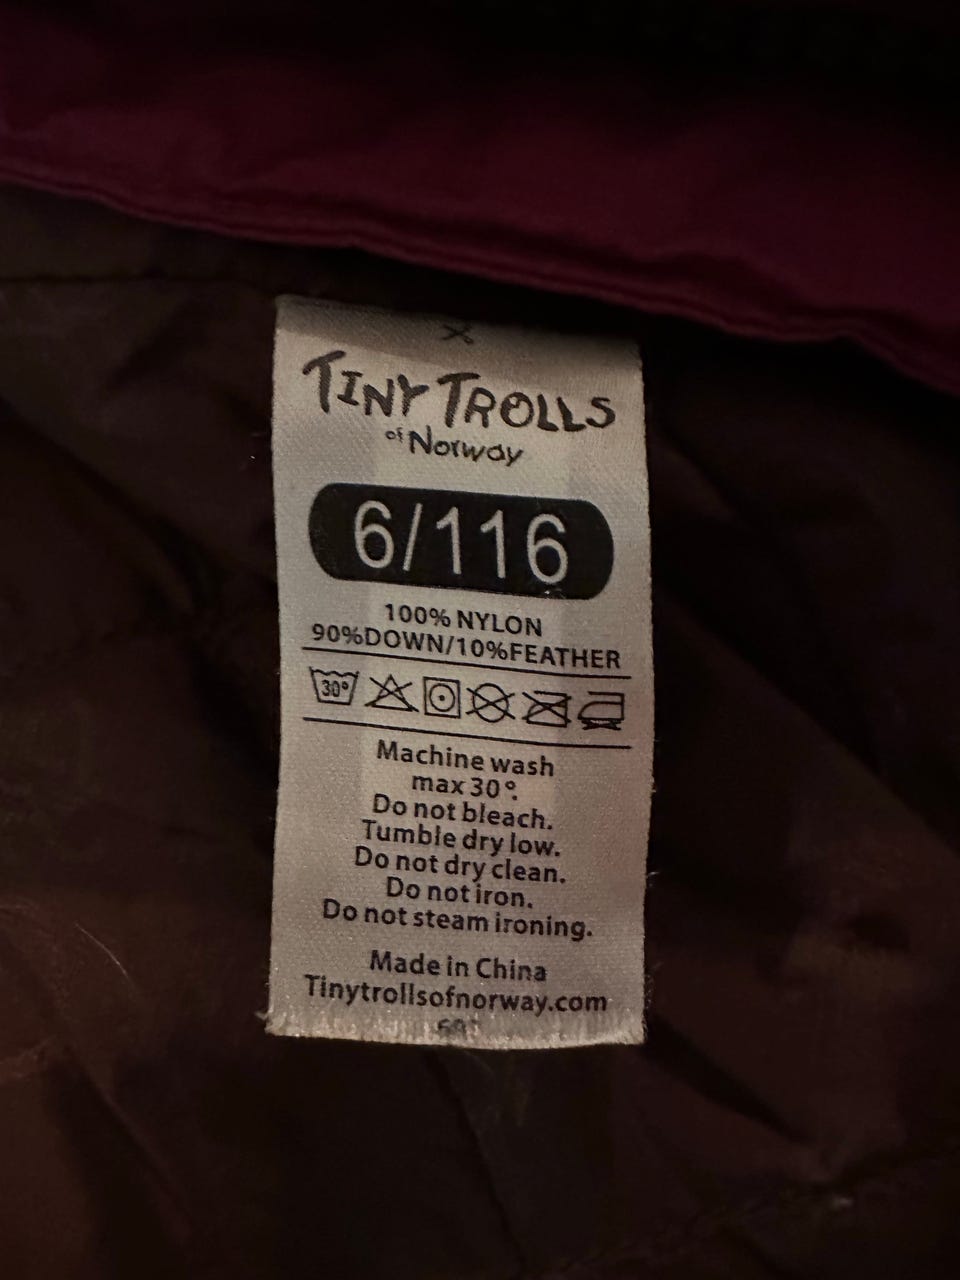 TINY TROLLS
of Norway
6/116
100% NYLON
90%DOWN/10%FEATHER
30°
Machine wash
max 30°.
Do not bleach.
Tumble dry low.
Do not dry clean.
Do not iron.
Do not steam ironing.
Made in China
Tinytrollsofnorway.com